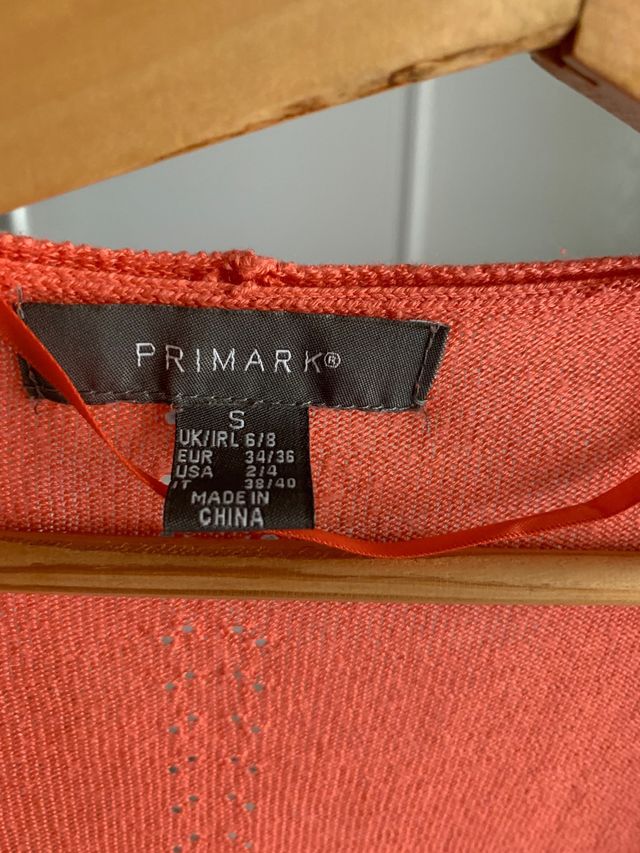 PRIMARK®
S
UK/IRL 6/8
EUR 34/36
USA 2/4
IT 38/40
MADE IN
CHINA